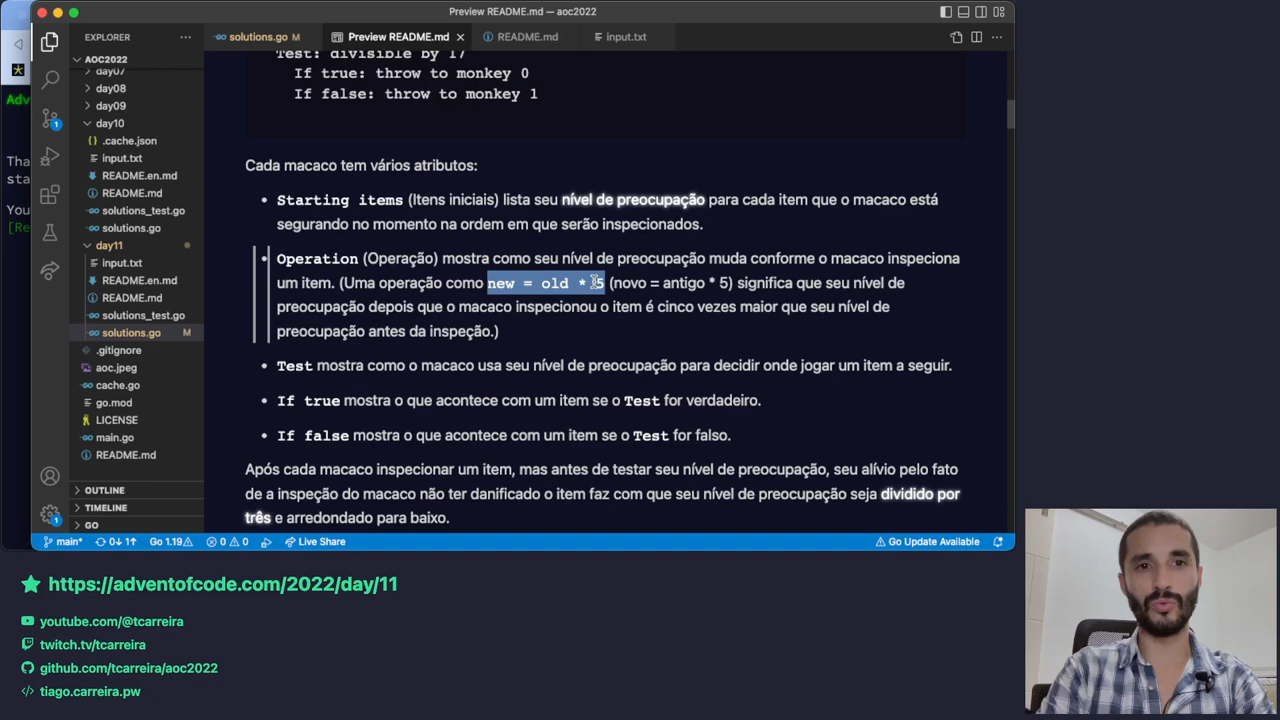 Preview README.md — aoc2022
EXPLORER
solutions.go M
Preview README.md
README.md
input.txt
AOC2022
day07
day08
day09
day10
.cache.json
input.txt
README.en.md
README.md
solutions_test.go
solutions.go
day11
input.txt
README.en.md
README.md
solutions_test.go
solutions.go M
.gitignore
aoc.jpeg
cache.go
go.mod
LICENSE
main.go
README.md
OUTLINE
TIMELINE
GO
Test: divisible by 17
If true: throw to monkey 0
If false: throw to monkey 1
Cada macaco tem vários atributos:
• Starting items (Itens iniciais) lista seu nível de preocupação para cada item que o macaco está
segurando no momento na ordem em que serão inspecionados.
• Operation (Operação) mostra como seu nível de preocupação muda conforme o macaco inspeciona
um item. (Uma operação como new = old * 5 (novo = antigo * 5) significa que seu nível de
preocupação depois que o macaco inspecionou o item é cinco vezes maior que seu nível de
preocupação antes da inspeção.)
• Test mostra como o macaco usa seu nível de preocupação para decidir onde jogar um item a seguir.
• If true mostra o que acontece com um item se o Test for verdadeiro.
• If false mostra o que acontece com um item se o Test for falso.
Após cada macaco inspecionar um item, mas antes de testar seu nível de preocupação, seu alívio pelo fato
de a inspeção do macaco não ter danificado o item faz com que seu nível de preocupação seja dividido por
três e arredondado para baixo.
main* 0↓ 1↑ Go 1.19 0 0 Live Share
Go Update Available
Adv
Tha
sta
You
[Re
https://adventofcode.com/2022/day/11
youtube.com/@tcarreira
twitch.tv/tcarreira
github.com/tcarreira/aoc2022
tiago.carreira.pw